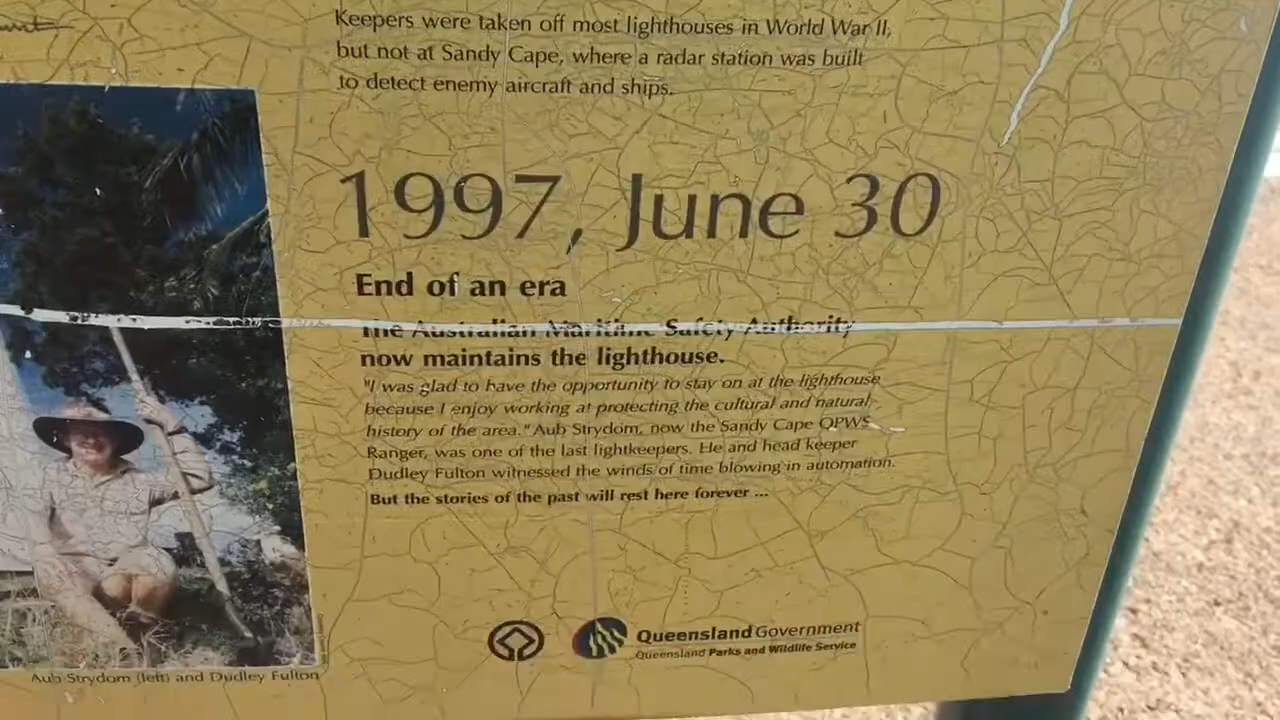 Keepers were taken off most lighthouses in World War II,
but not at Sandy Cape, where a radar station was built
to detect enemy aircraft and ships.
1997, June 30
End of an era
The Australian Maritime Safety Authority
now maintains the lighthouse.
"I was glad to have the opportunity to stay on at the lighthouse
because I enjoy working at protecting the cultural and natural
history of the area." Aub Strydom, now the Sandy Cape QPWS
Ranger, was one of the last lightkeepers. He and head keeper
Dudley Fulton witnessed the winds of time blowing in automation.
But the stories of the past will rest here forever ...
Aub Strydom (left) and Dudley Fulton
Queensland Government
Queensland Parks and Wildlife Service